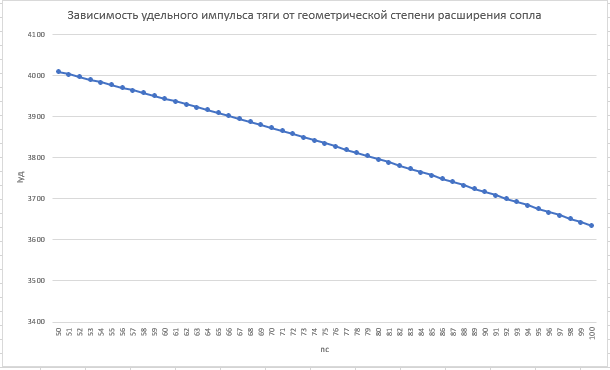 Зависимость удельного импульса тяги от геометрической степени расширения сопла
4100
4000
3900
3800
3700
3600
3500
3400
Iуд
50 51 52 53 54 55 56 57 58 59 60 61 62 63 64 65 66 67 68 69 70 71 72 73 74 75 76 77 78 79 80 81 82 83 84 85 86 87 88 89 90 91 92 93 94 95 96 97 98 99 100
nc